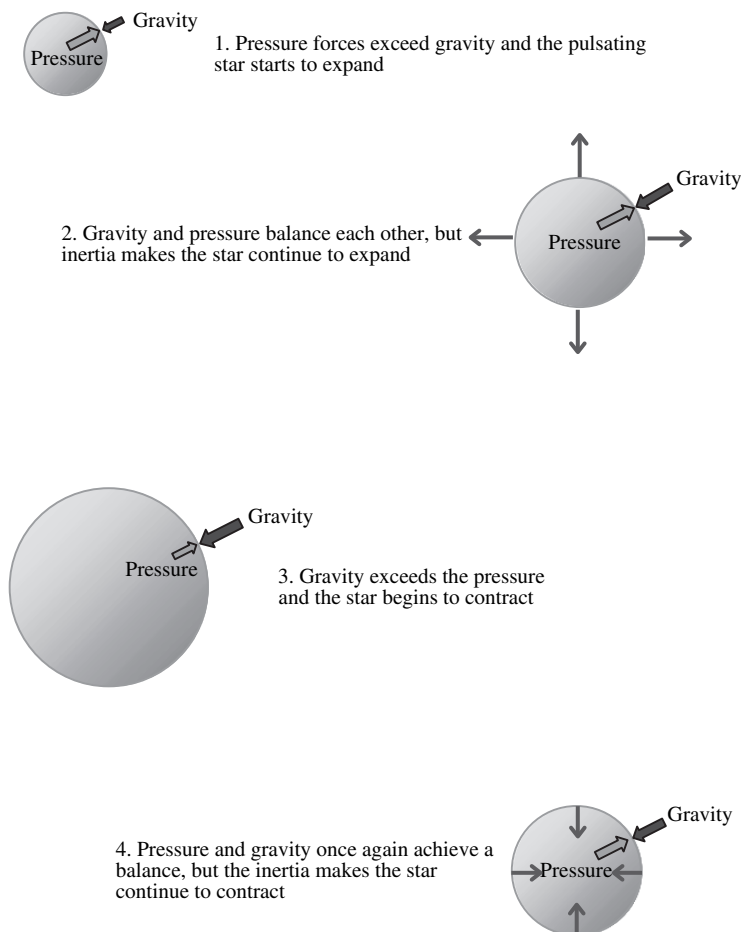 Gravity
Pressure
1. Pressure forces exceed gravity and the pulsating
star starts to expand
Gravity
2. Gravity and pressure balance each other, but
inertia makes the star continue to expand
Pressure
Gravity
Pressure
3. Gravity exceeds the pressure
and the star begins to contract
Gravity
4. Pressure and gravity once again achieve a
balance, but the inertia makes the star
continue to contract
Pressure